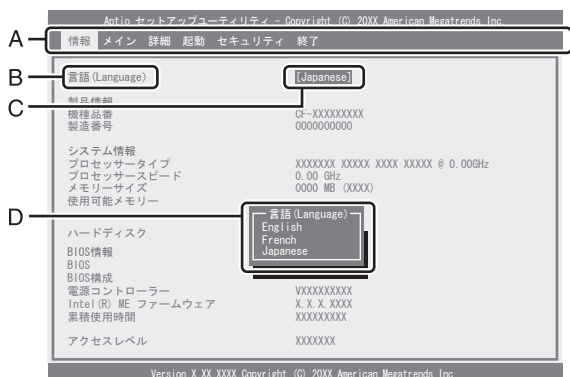 Aptio セットアップユーティリティ - Copyright (C) 20XX American Megatrends Inc
A
情報 メイン 詳細 起動 セキュリティ 終了
B
言語(Language) [Japanese]
C
製品情報
機種品番 CF-XXXXXXXXX
製造番号 0000000000
システム情報
プロセッサータイプ XXXXXXX XXXXX XXXX XXXXX @ 0.00GHz
プロセッサースピード 0.00 GHz
メモリーサイズ 0000 MB (XXXX)
使用可能メモリー
D
言語(Language)
English
French
Japanese
ハードディスク
BIOS情報
BIOS
BIOS構成
電源コントローラー VXXXXXXXXX
Intel(R) ME ファームウェア X.X.X.XXXX
累積使用時間 XXXXXXXXX
アクセスレベル XXXXXXX
Version X XX XXXX Copyright (C) 20XX American Megatrends Inc